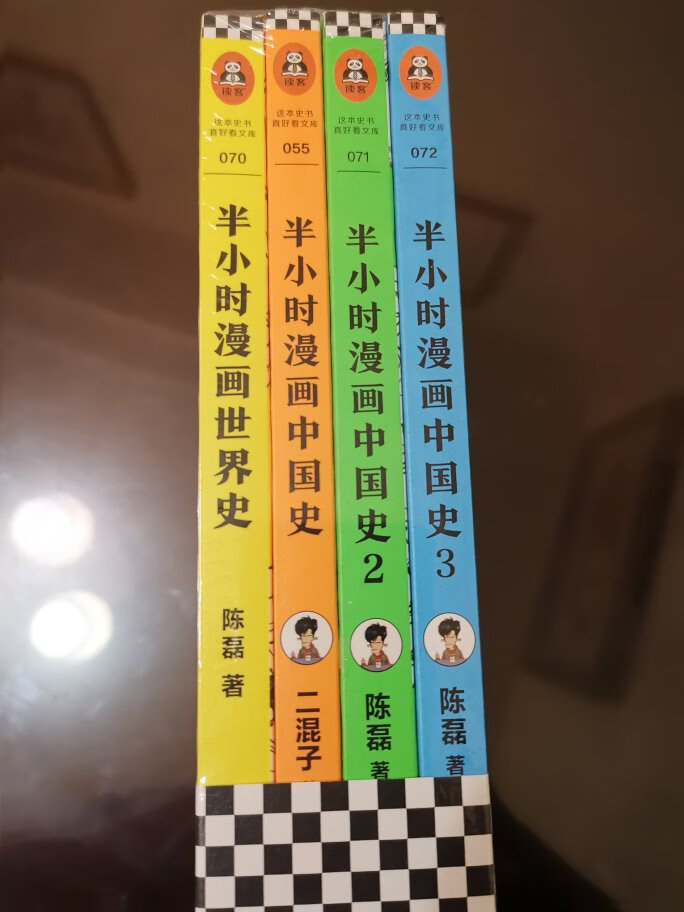 读客
这本史书
真好看文库
070
半小时漫画世界史
陈磊 著
读客
这本史书
真好看文库
055
半小时漫画中国史
二混子
读客
这本史书
真好看文库
071
半小时漫画中国史2
陈磊 著
读客
这本史书
真好看文库
072
半小时漫画中国史3
陈磊 著